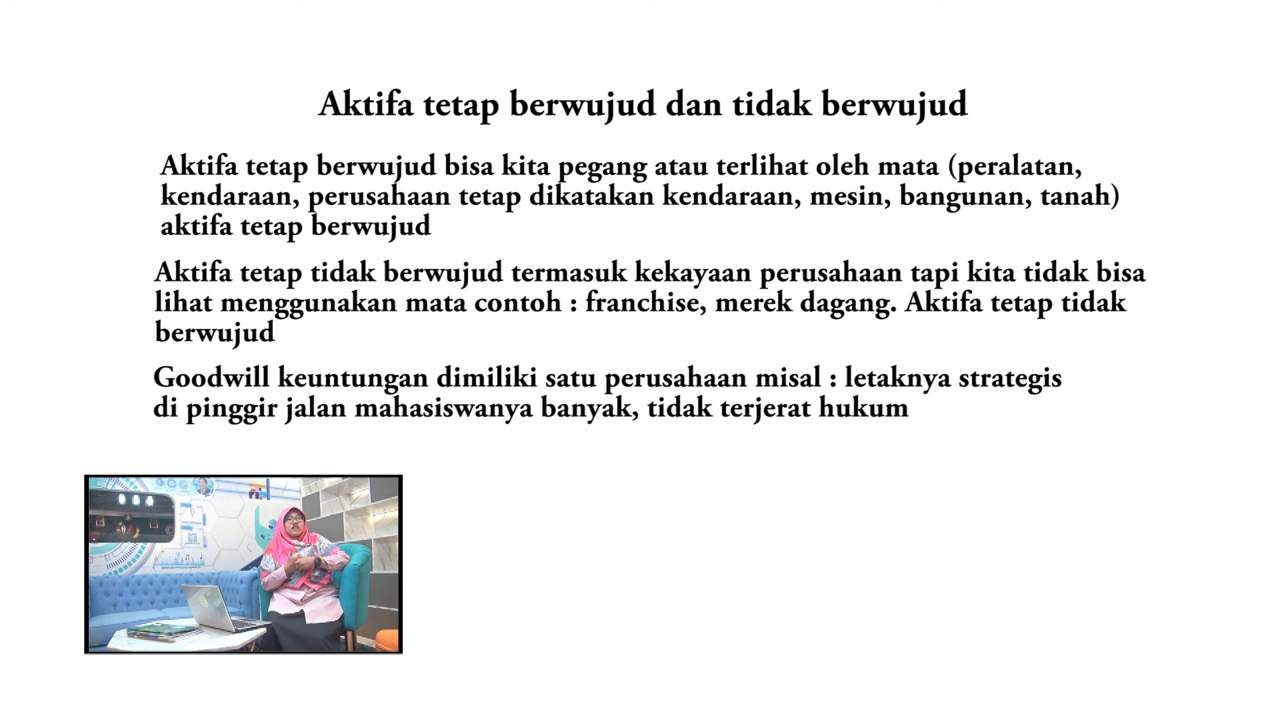 Aktifa tetap berwujud dan tidak berwujud
Aktifa tetap berwujud bisa kita pegang atau terlihat oleh mata (peralatan,
kendaraan, perusahaan tetap dikatakan kendaraan, mesin, bangunan, tanah)
aktifa tetap berwujud
Aktifa tetap tidak berwujud termasuk kekayaan perusahaan tapi kita tidak bisa
lihat menggunakan mata contoh : franchise, merek dagang. Aktifa tetap tidak
berwujud
Goodwill keuntungan dimiliki satu perusahaan misal : letaknya strategis
di pinggir jalan mahasiswanya banyak, tidak terjerat hukum